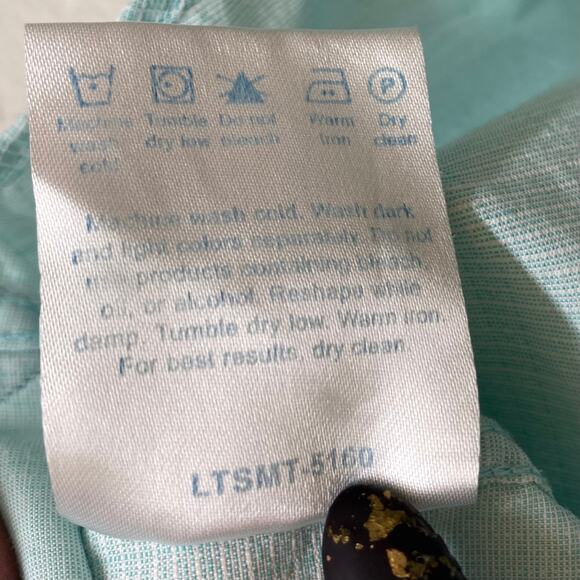 Machine Tumble Do not Warm Dry
wash dry low bleach Iron clean
cold
P
Machine wash cold. Wash dark
and light colors separately. Do not
use products containing bleach,
oil, or alcohol. Reshape while
damp. Tumble dry low. Warm iron.
For best results, dry clean.
LTSMT-5160